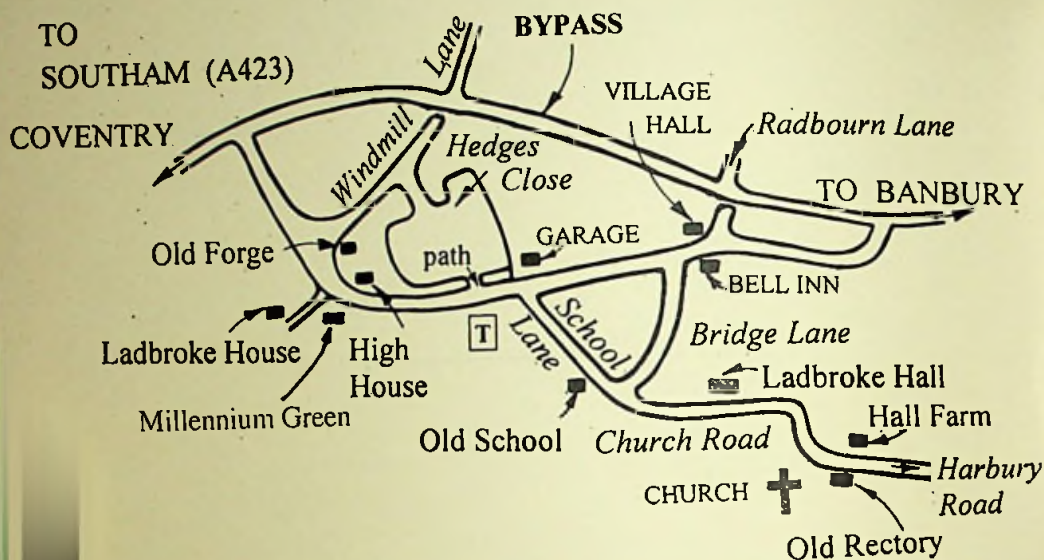 TO
SOUTHAM (A423)
COVENTRY
Lane
BYPASS
VILLAGE
HALL
Radbourn Lane
TO BANBURY
Windmill
Hedges
Close
Old Forge
path
GARAGE
BELL INN
T
School
Lane
Bridge Lane
Ladbroke House
High
House
Millennium Green
Ladbroke Hall
Old School
Church Road
Hall Farm
Harbury
Road
CHURCH
Old Rectory